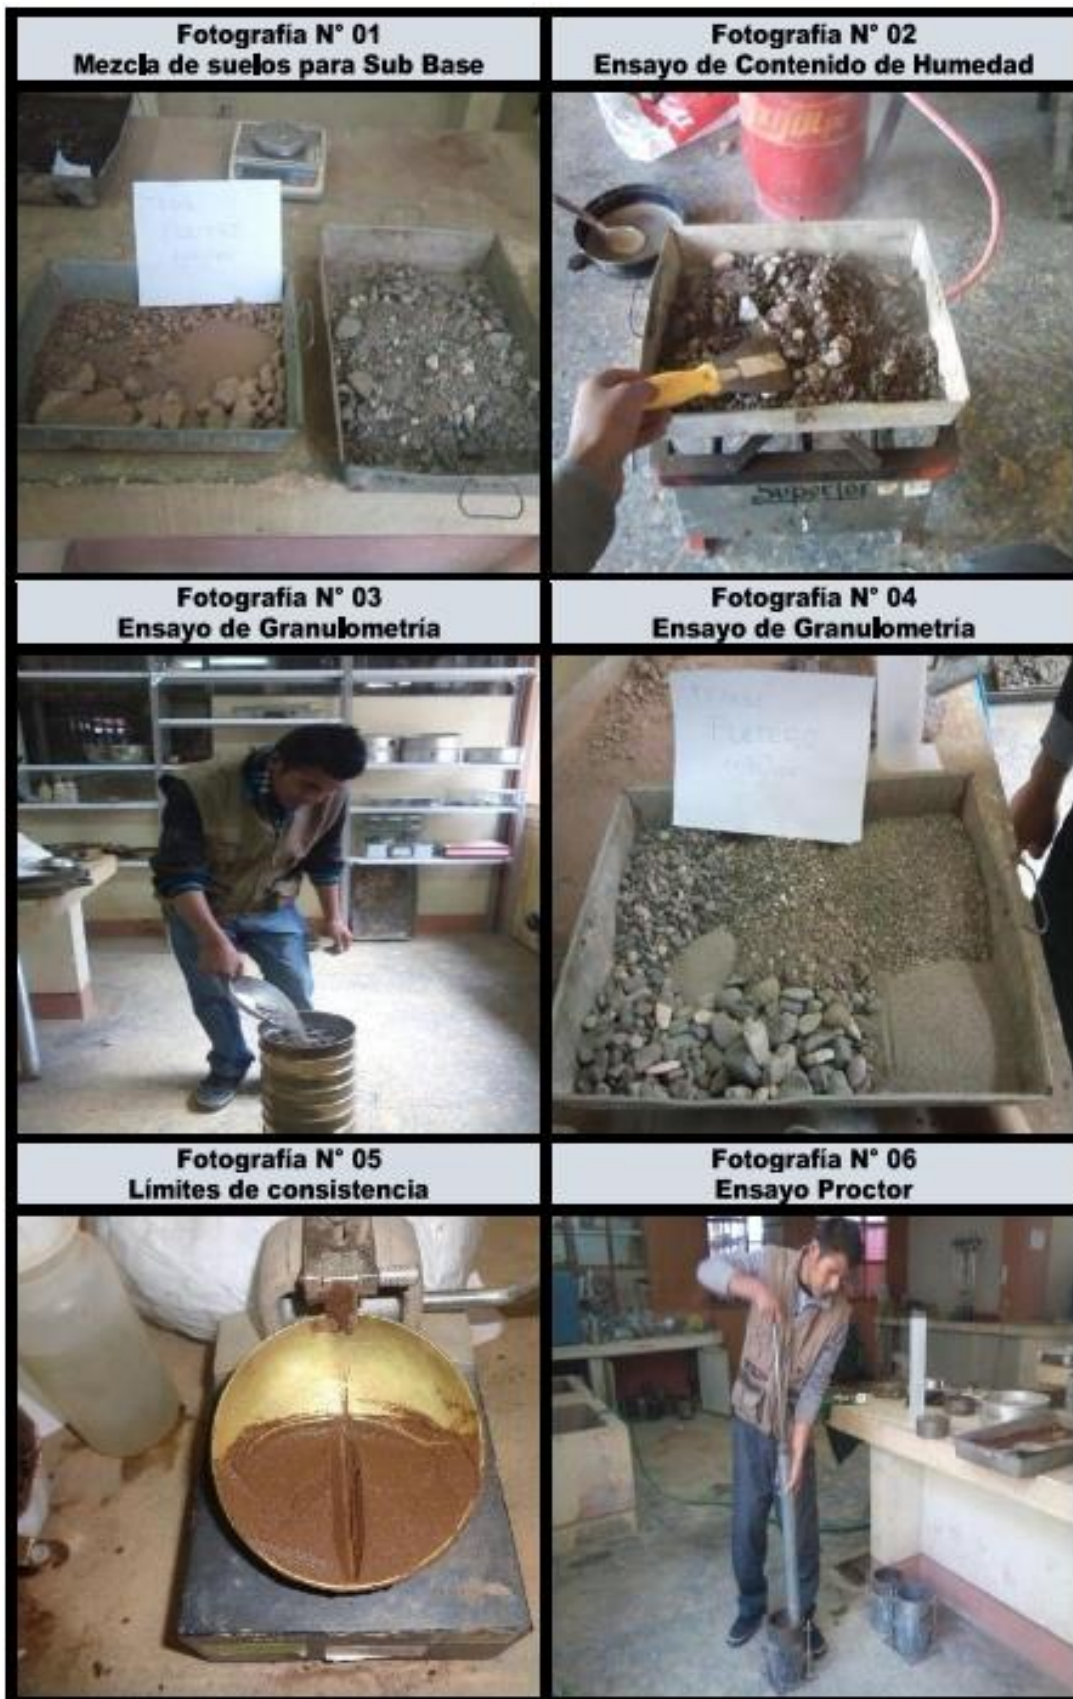 Fotografía N° 01
Mezcla de suelos para Sub Base
Fotografía N° 02
Ensayo de Contenido de Humedad
Superior
Fotografía N° 03
Ensayo de Granulometría
Fotografía N° 04
Ensayo de Granulometría
Fotografía N° 05
Límites de consistencia
Fotografía N° 06
Ensayo Proctor